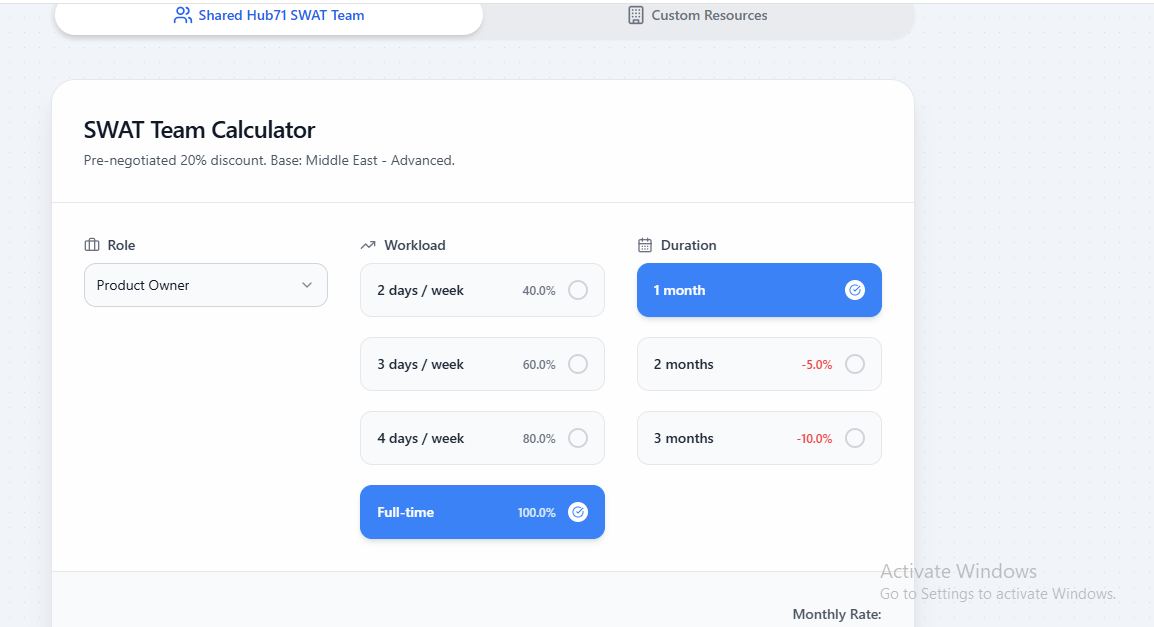 Shared Hub71 SWAT Team
Custom Resources
SWAT Team Calculator
Pre-negotiated 20% discount. Base: Middle East - Advanced.
Role
Product Owner
Workload
2 days / week 40.0%
3 days / week 60.0%
4 days / week 80.0%
Full-time 100.0%
Duration
1 month
2 months -5.0%
3 months -10.0%
Monthly Rate:
Activate Windows
Go to Settings to activate Windows.